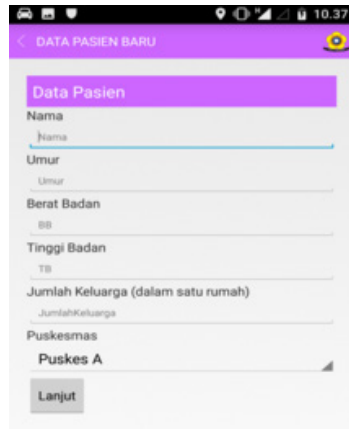 10.37
DATA PASIEN BARU
Data Pasien
Nama
Nama
Umur
Umur
Berat Badan
BB
Tinggi Badan
TB
Jumlah Keluarga (dalam satu rumah)
JumlahKeluarga
Puskesmas
Puskes A
Lanjut